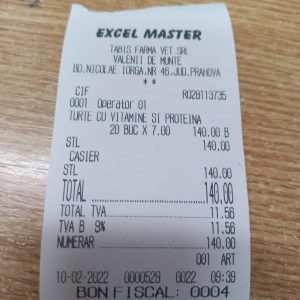 EXCEL MASTER
TABIS FARMA VET SRL
VALENII DE MUNTE
BD.NICOLAE IORGA.NR 46.JUD.PRAHOVA
* *
CIF RO28113735
0001 Operator 01
TURTE CU VITAMINE SI PROTEINA
20 BUC X 7.00 140.00 B
STL 140.00
CASIER
STL 140.00
TOTAL 140.00
TOTAL TVA 11.56
TVA B 9% 11.56
NUMERAR 140.00
001 ART
10-02-2022 0000529 0022 09:39
BON FISCAL: 0004